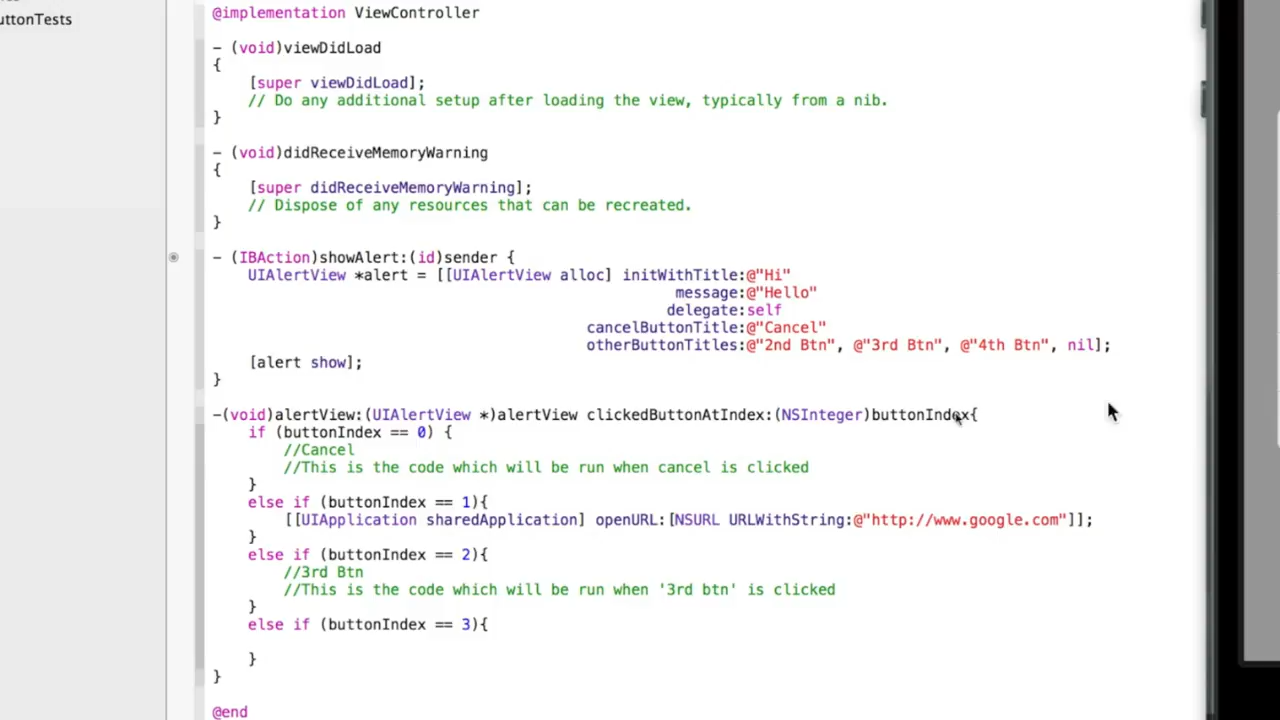 @implementation ViewController
uttonTests
- (void)viewDidLoad
{
[super viewDidLoad];
// Do any additional setup after loading the view, typically from a nib.
}
- (void)didReceiveMemoryWarning
{
[super didReceiveMemoryWarning];
// Dispose of any resources that can be recreated.
}
- (IBAction)showAlert:(id)sender {
UIAlertView *alert = [[UIAlertView alloc] initWithTitle:@"Hi"
message:@"Hello"
delegate:self
cancelButtonTitle:@"Cancel"
otherButtonTitles:@"2nd Btn", @"3rd Btn", @"4th Btn", nil];
[alert show];
}
-(void)alertView:(UIAlertView *)alertView clickedButtonAtIndex:(NSInteger)buttonIndex{
if (buttonIndex == 0) {
//Cancel
//This is the code which will be run when cancel is clicked
}
else if (buttonIndex == 1){
[[UIApplication sharedApplication] openURL:[NSURL URLWithString:@"http://www.google.com"]];
}
else if (buttonIndex == 2){
//3rd Btn
//This is the code which will be run when '3rd btn' is clicked
}
else if (buttonIndex == 3){
}
}
@end